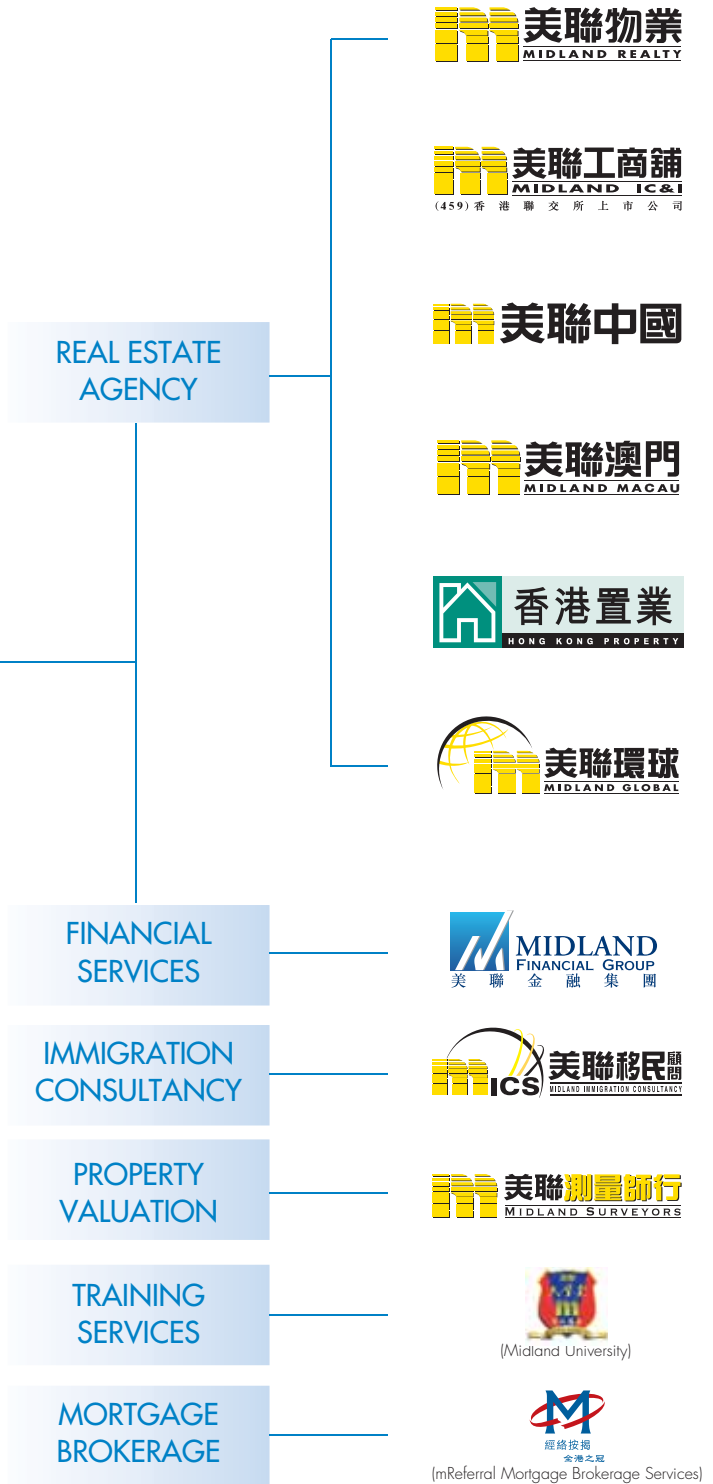 美聯物業
MIDLAND REALTY
美聯工商舖
MIDLAND IC&I
(459)香港聯交所上市公司
REAL ESTATE
AGENCY
美聯中國
美聯澳門
MIDLAND MACAU
香港置業
HONG KONG PROPERTY
美聯環球
MIDLAND GLOBAL
FINANCIAL
SERVICES
MIDLAND
FINANCIAL GROUP
美聯金融集團
IMMIGRATION
CONSULTANCY
mICS 美聯移民顧問
MIDLAND IMMIGRATION CONSULTANCY
PROPERTY
VALUATION
美聯測量師行
MIDLAND SURVEYORS
TRAINING
SERVICES
(Midland University)
MORTGAGE
BROKERAGE
經絡按揭
全港之冠
(mReferral Mortgage Brokerage Services)